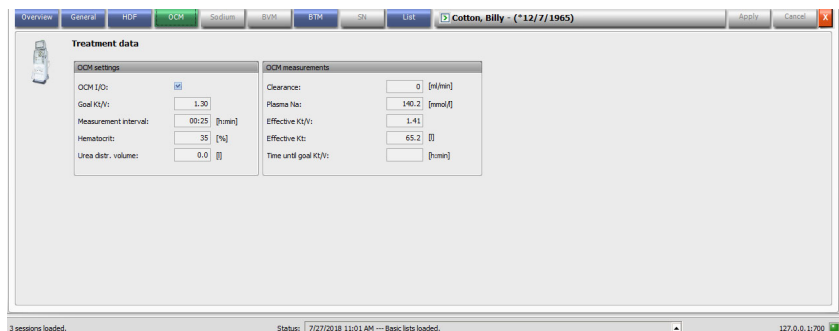 Overview General HDF OCM Sodium BVM BTM SN List Cotton, Billy - (*12/7/1965) Apply Cancel X
Treatment data
OCM settings OCM measurements
OCM I/O: Clearance: 0 [ml/min]
Goal Kt/V: 1.30 Plasma Na: 140.2 [mmol/l]
Measurement interval: 00:25 [h:min] Effective Kt/V: 1.41
Hematocrit: 35 [%] Effective Kt: 65.2 [l]
Urea distr. volume: 0.0 [l] Time until goal Kt/V: [h:min]
3 sessions loaded. Status: 7/27/2018 11:01 AM --- Basic lists loaded. 127.0.0.1:700